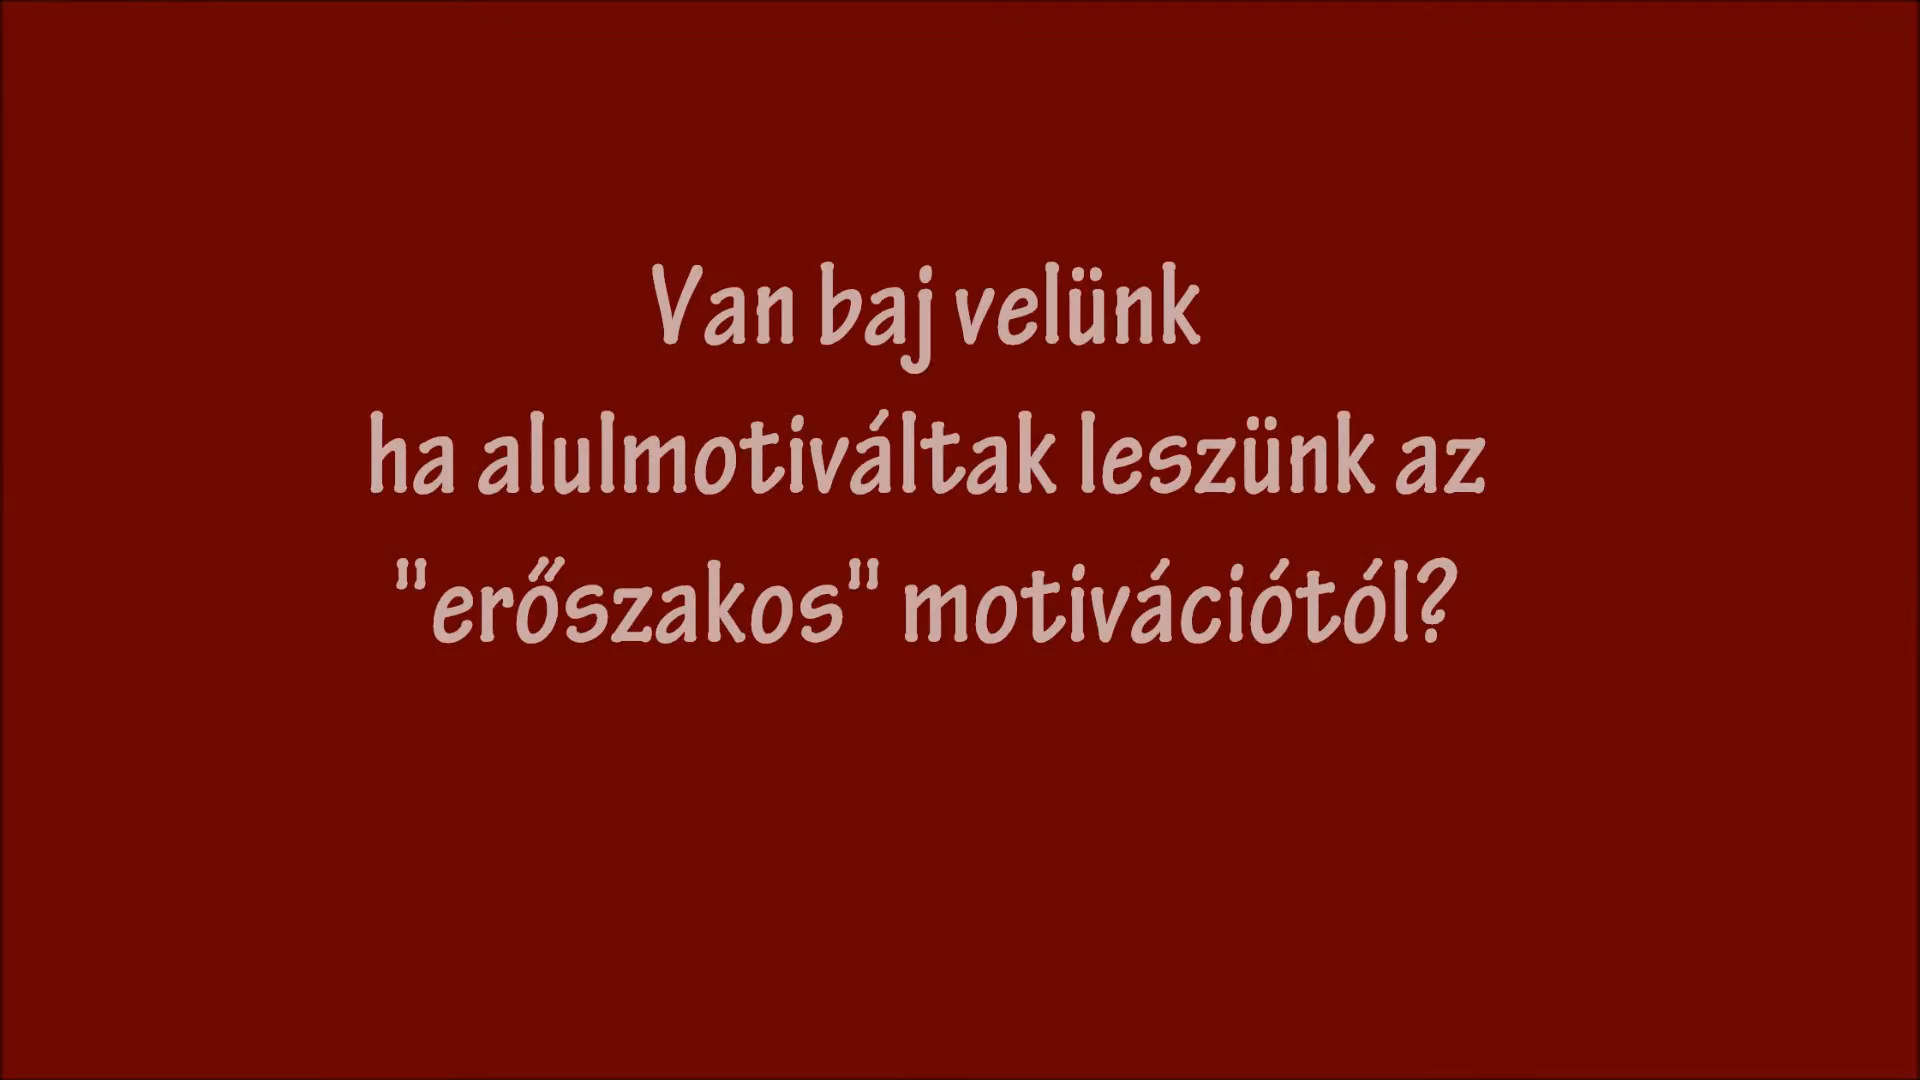 Van baj velünk
ha alulmotiváltak leszünk az
"erőszakos" motivációtól?